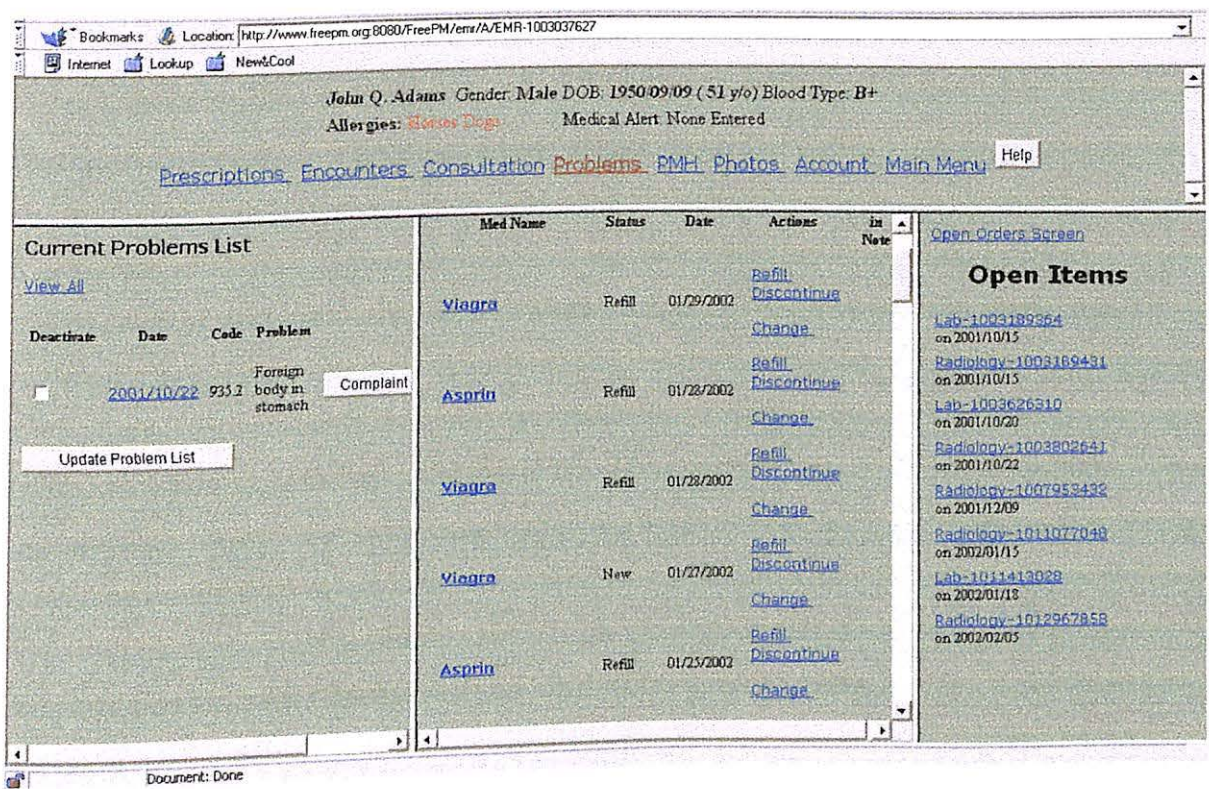 Bookmarks Location: http://www.freepm.org:8080/FreePM/emr/A/EMR-1003037627
Internet Lookup New&Cool
John Q. Adams Gender: Male DOB: 1950/09/09 ( 51 y/o) Blood Type: B+
Allergies: Horses Dogs Medical Alert: None Entered
Prescriptions Encounters Consultation Problems PMH Photos Account Main Menu Help
Current Problems List
View All
Deactivate Date Code Problem
2001/10/22 935.2 Foreign
body in
stomach
Complaint
Update Problem List
Med Name Status Date Actions in
Note
Viagra Refill 01/29/2002 Refill
Discontinue
Change
Asprin Refill 01/28/2002 Refill
Discontinue
Change
Viagra Refill 01/28/2002 Refill
Discontinue
Change
Viagra New 01/27/2002 Refill
Discontinue
Change
Asprin Refill 01/25/2002 Refill
Discontinue
Change
Open Orders Screen
Open Items
Lab-1003189364
on 2001/10/15
Radiology-1003189431
on 2001/10/15
Lab-1003626310
on 2001/10/20
Radiology-1003802641
on 2001/10/22
Radiology-1007953432
on 2001/12/09
Radiology-1011077048
on 2002/01/15
Lab-1011413028
on 2002/01/18
Radiology-1012967858
on 2002/02/05
Document: Done